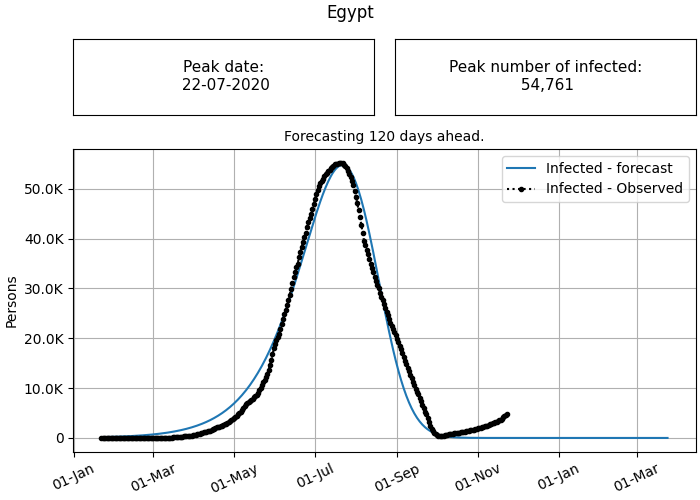 Egypt
Peak date:
22-07-2020
Peak number of infected:
54,761
Forecasting 120 days ahead.
Infected - forecast
Infected - Observed
50.0K
40.0K
30.0K
20.0K
10.0K
0
Persons
01-Jan
01-Mar
01-May
01-Jul
01-Sep
01-Nov
01-Jan
01-Mar